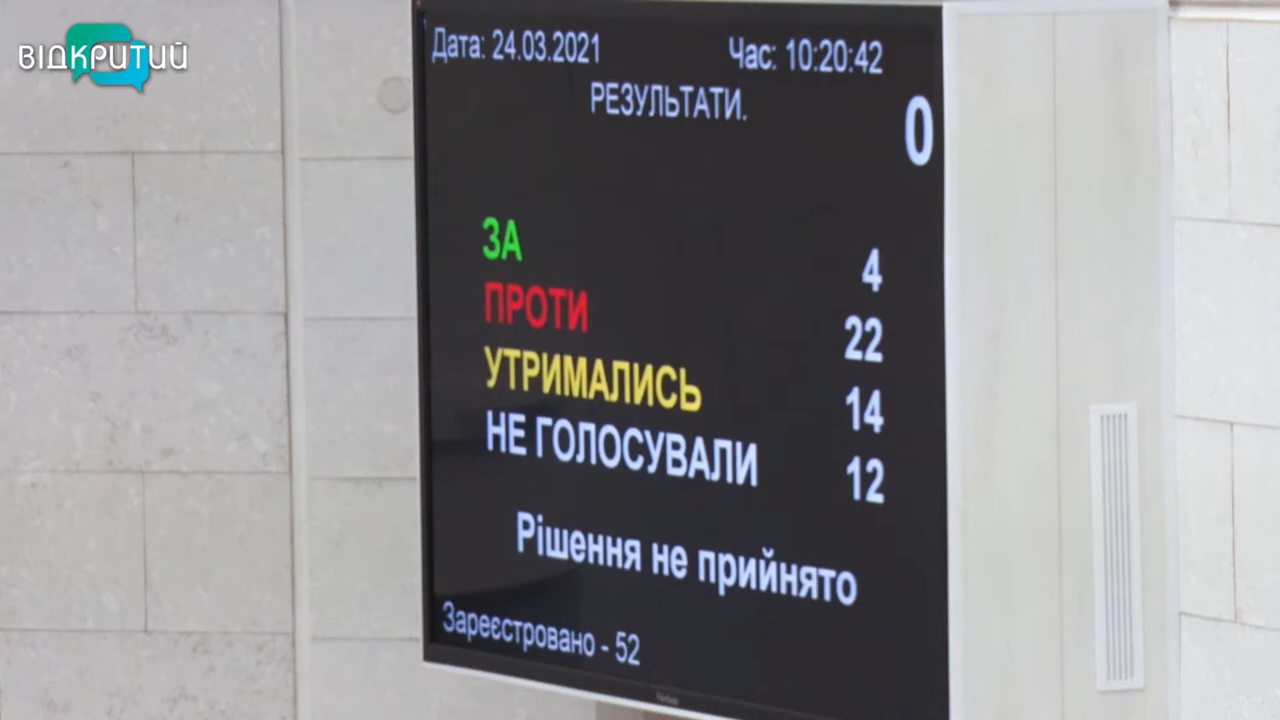 ВІДКРИТИЙ
Дата: 24.03.2021 Час: 10:20:42
РЕЗУЛЬТАТИ.
0
ЗА 4
ПРОТИ 22
УТРИМАЛИСЬ 14
НЕ ГОЛОСУВАЛИ 12
Рішення не прийнято
Зареєстровано - 52